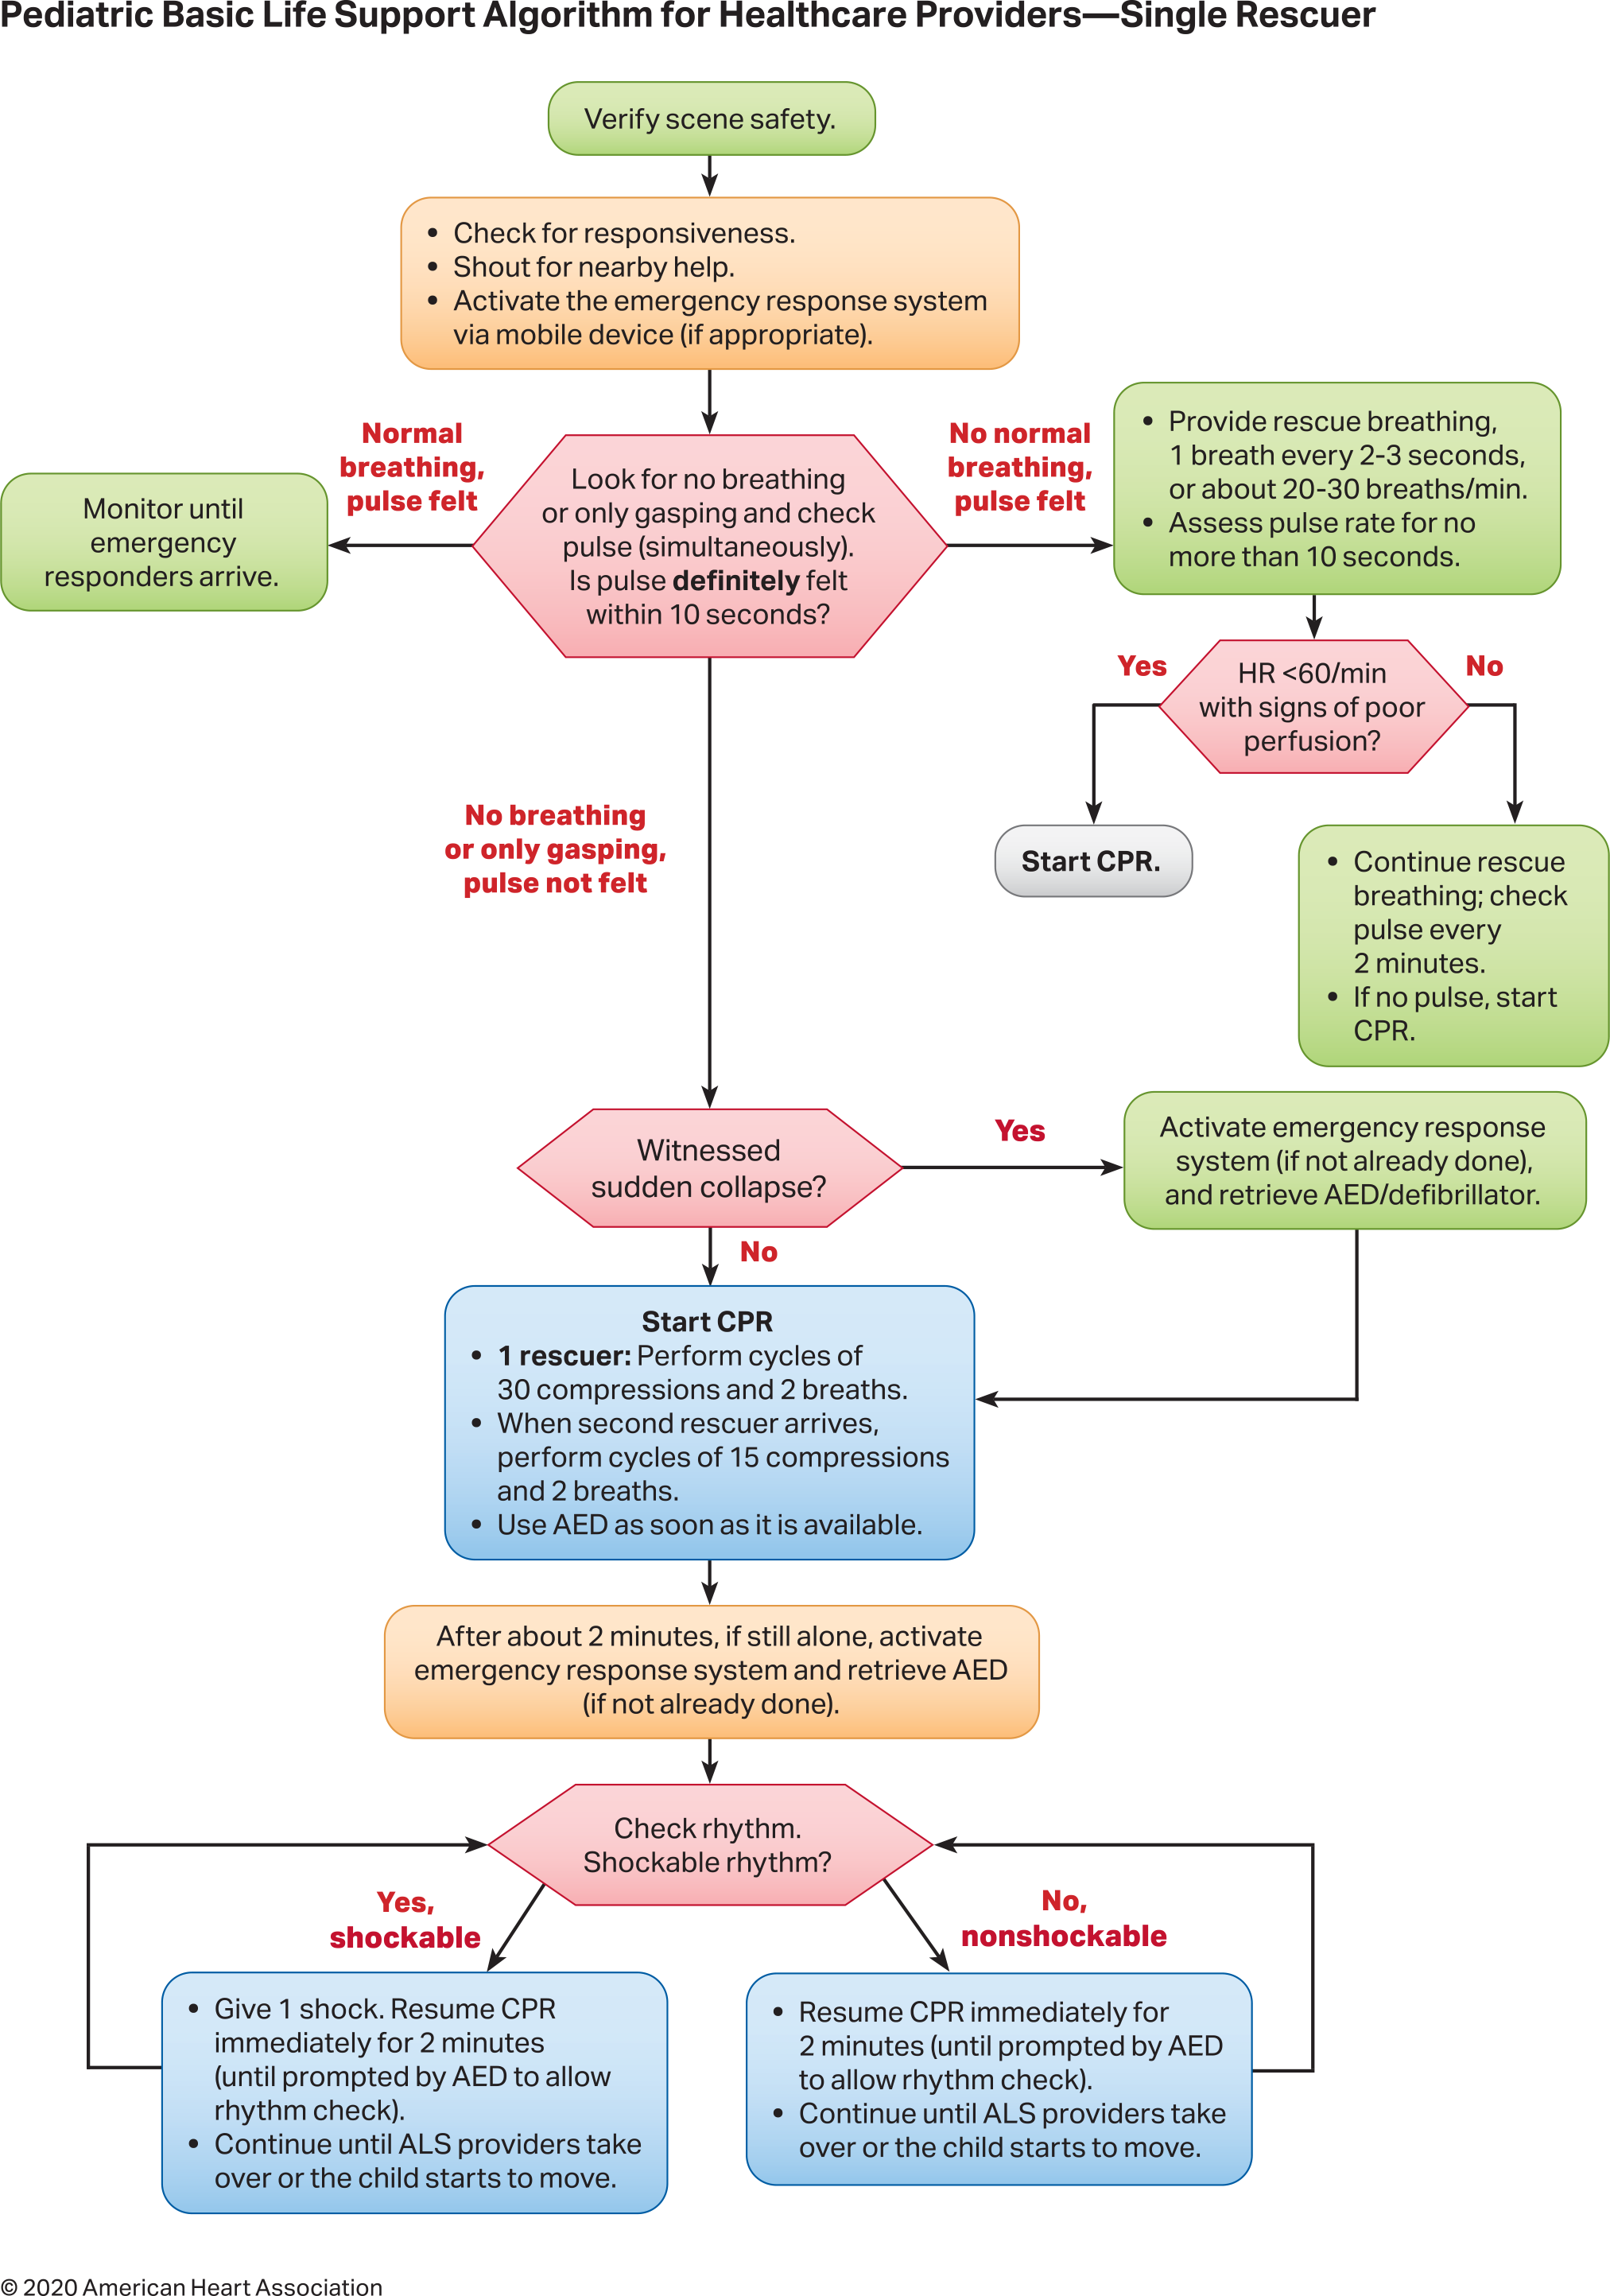 Pediatric Basic Life Support Algorithm for Healthcare Providers—Single Rescuer
Verify scene safety.
• Check for responsiveness.
• Shout for nearby help.
• Activate the emergency response system
via mobile device (if appropriate).
Normal
breathing,
pulse felt
Monitor until
emergency
responders arrive.
Look for no breathing
or only gasping and check
pulse (simultaneously).
Is pulse definitely felt
within 10 seconds?
No normal
breathing,
pulse felt
• Provide rescue breathing,
1 breath every 2-3 seconds,
or about 20-30 breaths/min.
• Assess pulse rate for no
more than 10 seconds.
Yes
HR <60/min
with signs of poor
perfusion?
No
Start CPR.
• Continue rescue
breathing; check
pulse every
2 minutes.
• If no pulse, start
CPR.
No breathing
or only gasping,
pulse not felt
Witnessed
sudden collapse?
Yes
Activate emergency response
system (if not already done),
and retrieve AED/defibrillator.
No
Start CPR
• 1 rescuer: Perform cycles of
30 compressions and 2 breaths.
• When second rescuer arrives,
perform cycles of 15 compressions
and 2 breaths.
• Use AED as soon as it is available.
After about 2 minutes, if still alone, activate
emergency response system and retrieve AED
(if not already done).
Check rhythm.
Shockable rhythm?
Yes,
shockable
No,
nonshockable
• Give 1 shock. Resume CPR
immediately for 2 minutes
(until prompted by AED to allow
rhythm check).
• Continue until ALS providers take
over or the child starts to move.
• Resume CPR immediately for
2 minutes (until prompted by AED
to allow rhythm check).
• Continue until ALS providers take
over or the child starts to move.
© 2020 American Heart Association